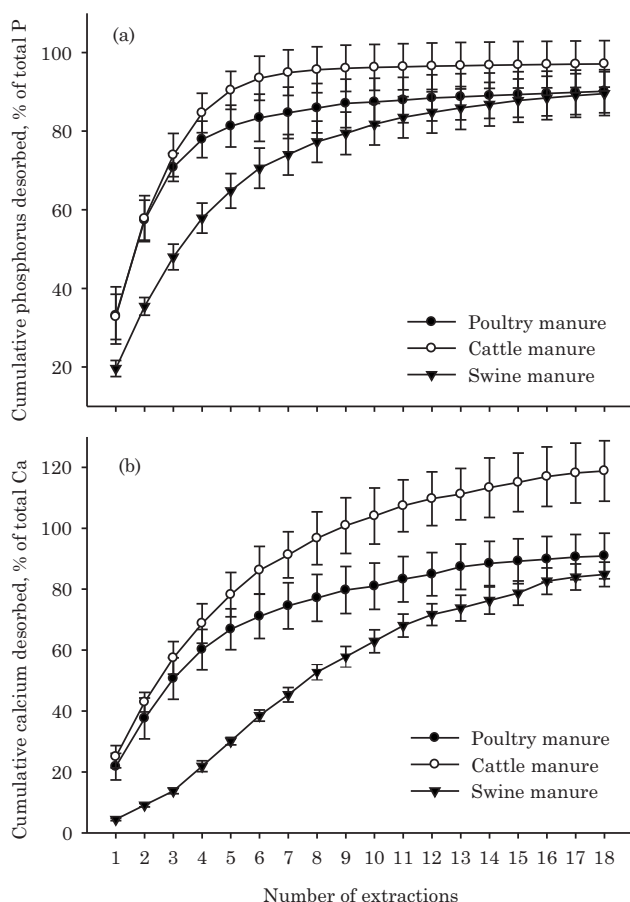 Cumulative phosphorus desorbed, % of total P
(a)
100
80
60
40
20
Poultry manure
Cattle manure
Swine manure
Cumulative calcium desorbed, % of total Ca
(b)
120
100
80
60
40
20
0
Poultry manure
Cattle manure
Swine manure
1 2 3 4 5 6 7 8 9 10 11 12 13 14 15 16 17 18
Number of extractions